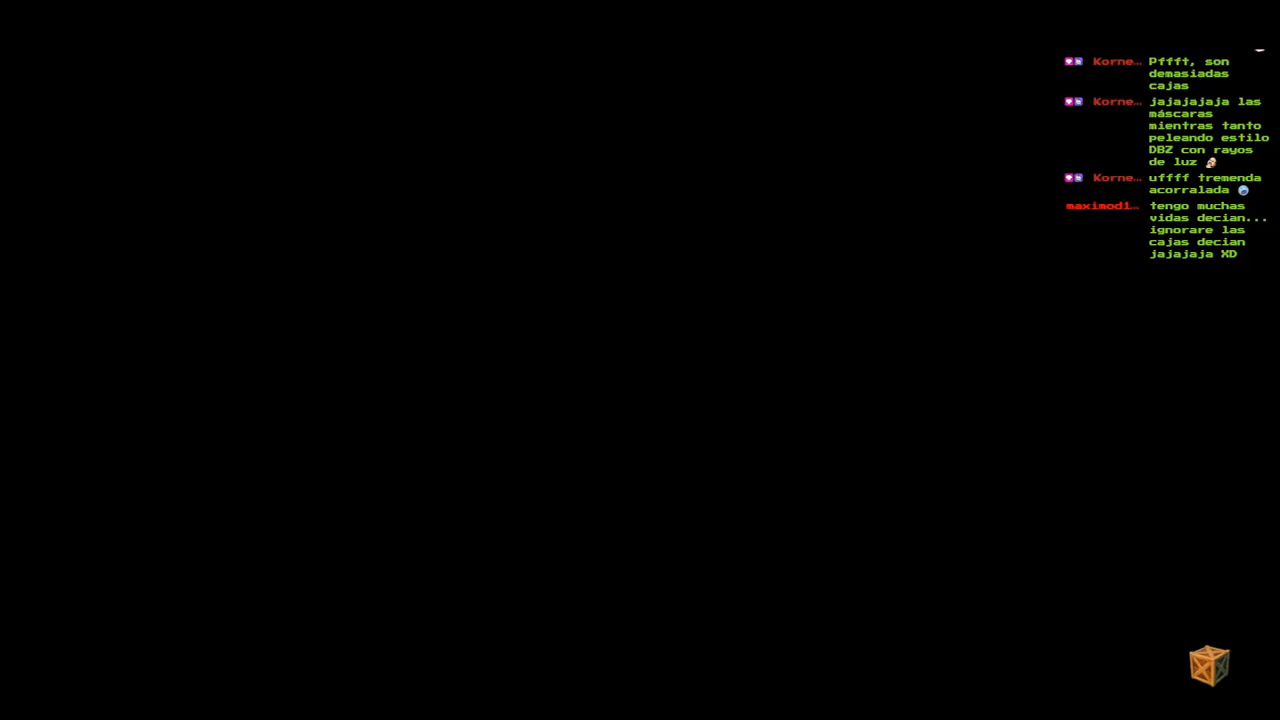 Korne… Pffft, son
demasiadas
cajas
Korne… jajajajaja las
máscaras
mientras tanto
peleando estilo
DBZ con rayos
de luz
Korne… uffff tremenda
acorralada
maximod1… tengo muchas
vidas decian...
ignorare las
cajas decian
jajajaja XD